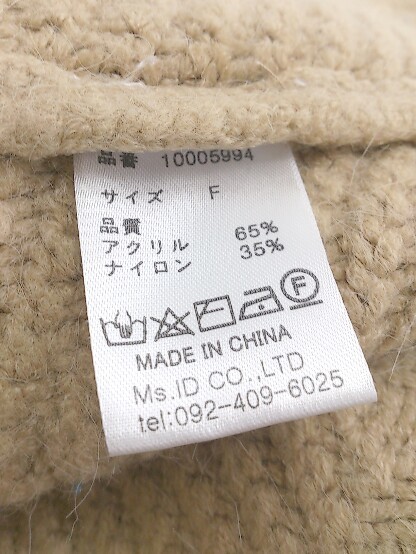 品番 10005994
サイズ F
品質
アクリル 65%
ナイロン 35%
F
MADE IN CHINA
Ms.ID CO.,LTD
tel:092-409-6025